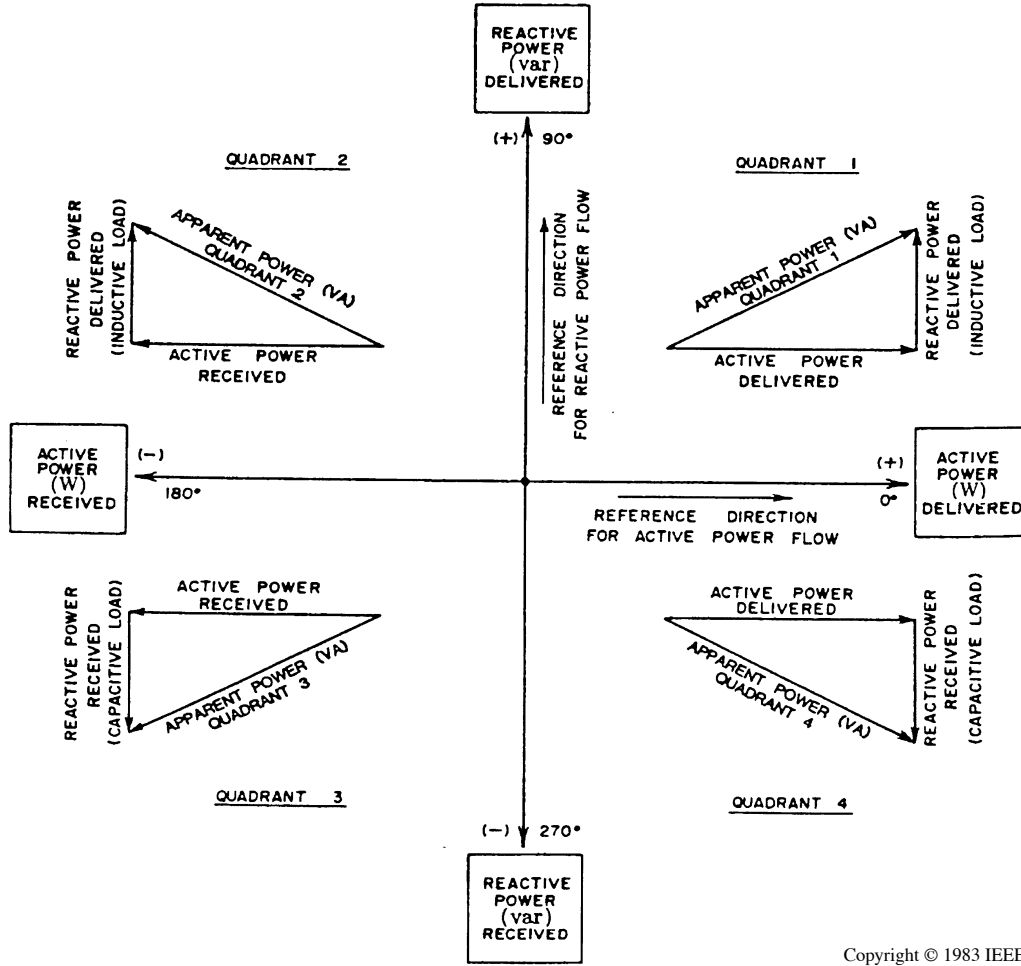 REACTIVE
POWER
(var)
DELIVERED
(+) 90°
QUADRANT 2
REACTIVE POWER
DELIVERED
(INDUCTIVE LOAD)
APPARENT POWER (VA)
QUADRANT 2
ACTIVE POWER
RECEIVED
REFERENCE DIRECTION
FOR REACTIVE POWER FLOW
QUADRANT 1
APPARENT POWER (VA)
QUADRANT 1
ACTIVE POWER
DELIVERED
REACTIVE POWER
DELIVERED
(INDUCTIVE LOAD)
ACTIVE
POWER
(W)
RECEIVED
(-)
180°
(+)
0°
REFERENCE DIRECTION
FOR ACTIVE POWER FLOW
ACTIVE
POWER
(W)
DELIVERED
REACTIVE POWER
RECEIVED
(CAPACITIVE LOAD)
ACTIVE POWER
RECEIVED
APPARENT POWER (VA)
QUADRANT 3
QUADRANT 3
ACTIVE POWER
DELIVERED
APPARENT POWER (VA)
QUADRANT 4
REACTIVE POWER
RECEIVED
(CAPACITIVE LOAD)
QUADRANT 4
(-) 270°
REACTIVE
POWER
(var)
RECEIVED
Copyright © 1983 IEEE